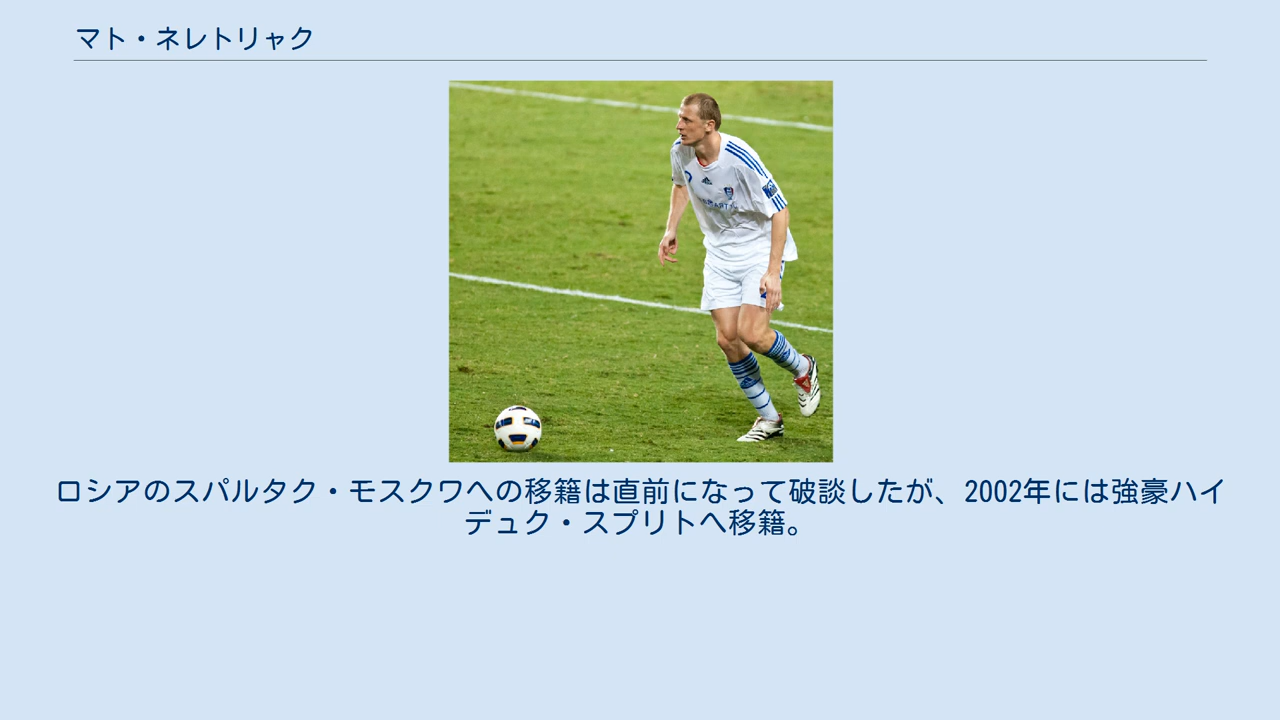 マト・ネレトリャク
ロシアのスパルタク・モスクワへの移籍は直前になって破談したが、2002年には強豪ハイ
デュク・スプリトへ移籍。